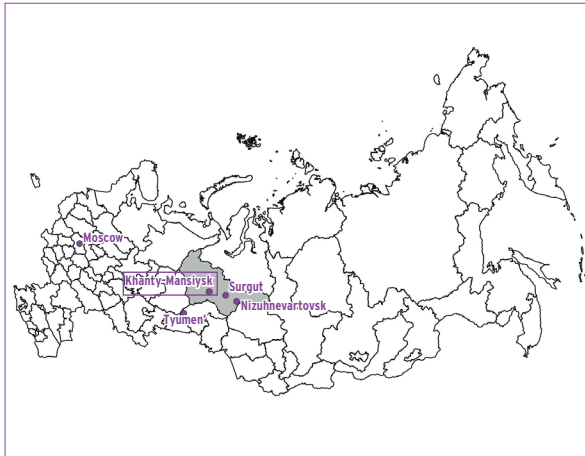 Moscow
Khanty-Mansiysk
Surgut
Nizuhnevartovsk
Tyumen'